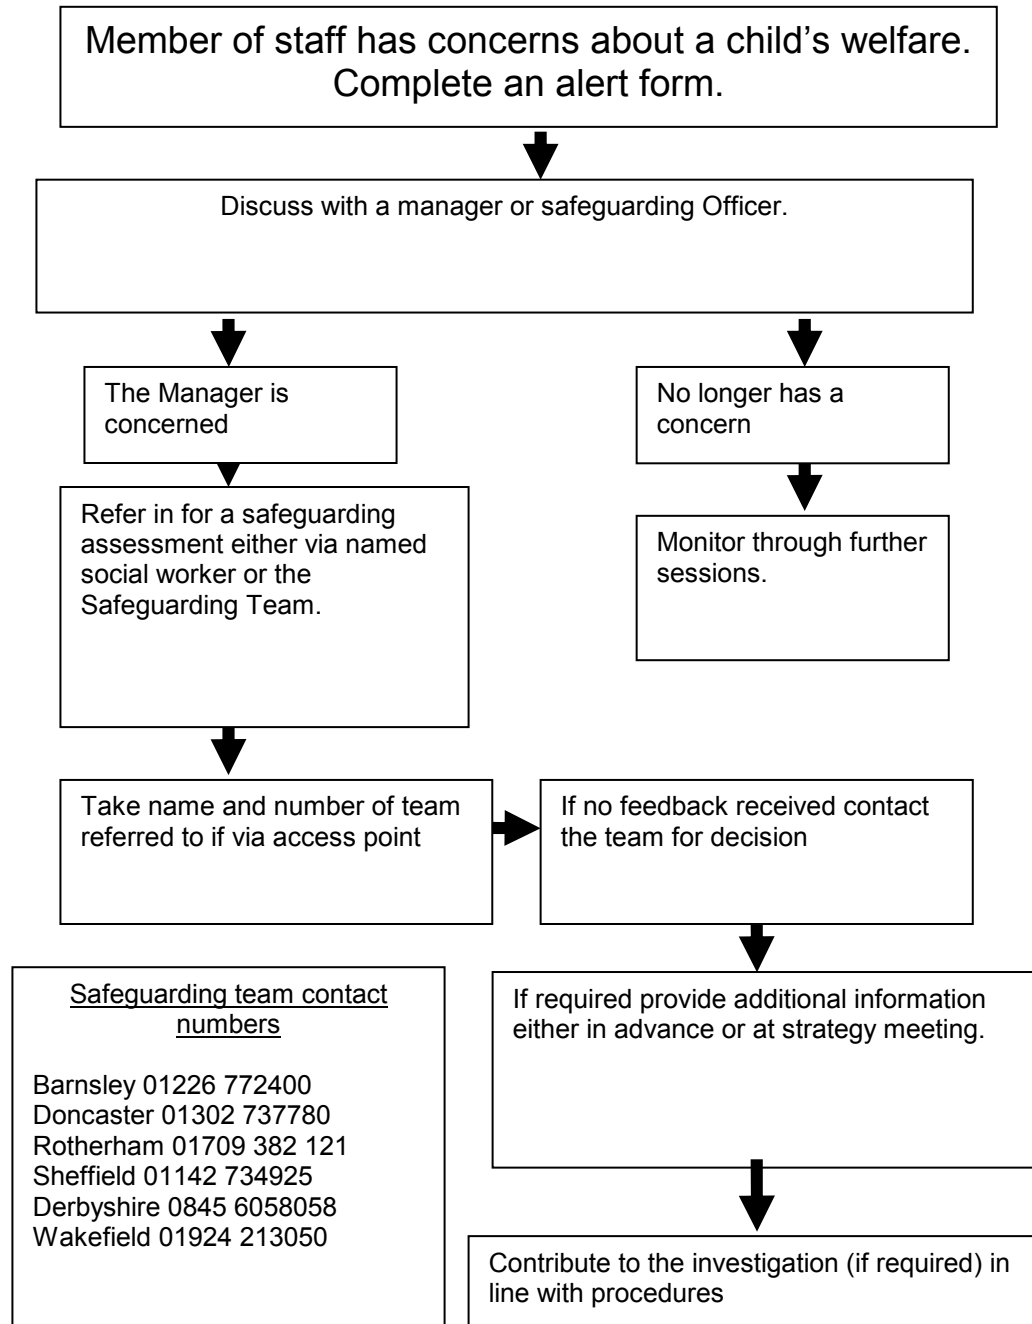 Member of staff has concerns about a child’s welfare.
Complete an alert form.
Discuss with a manager or safeguarding Officer.
The Manager is
concerned
No longer has a
concern
Refer in for a safeguarding
assessment either via named
social worker or the
Safeguarding Team.
Monitor through further
sessions.
Take name and number of team
referred to if via access point
If no feedback received contact
the team for decision
Safeguarding team contact
numbers
Barnsley 01226 772400
Doncaster 01302 737780
Rotherham 01709 382 121
Sheffield 01142 734925
Derbyshire 0845 6058058
Wakefield 01924 213050
If required provide additional information
either in advance or at strategy meeting.
Contribute to the investigation (if required) in
line with procedures